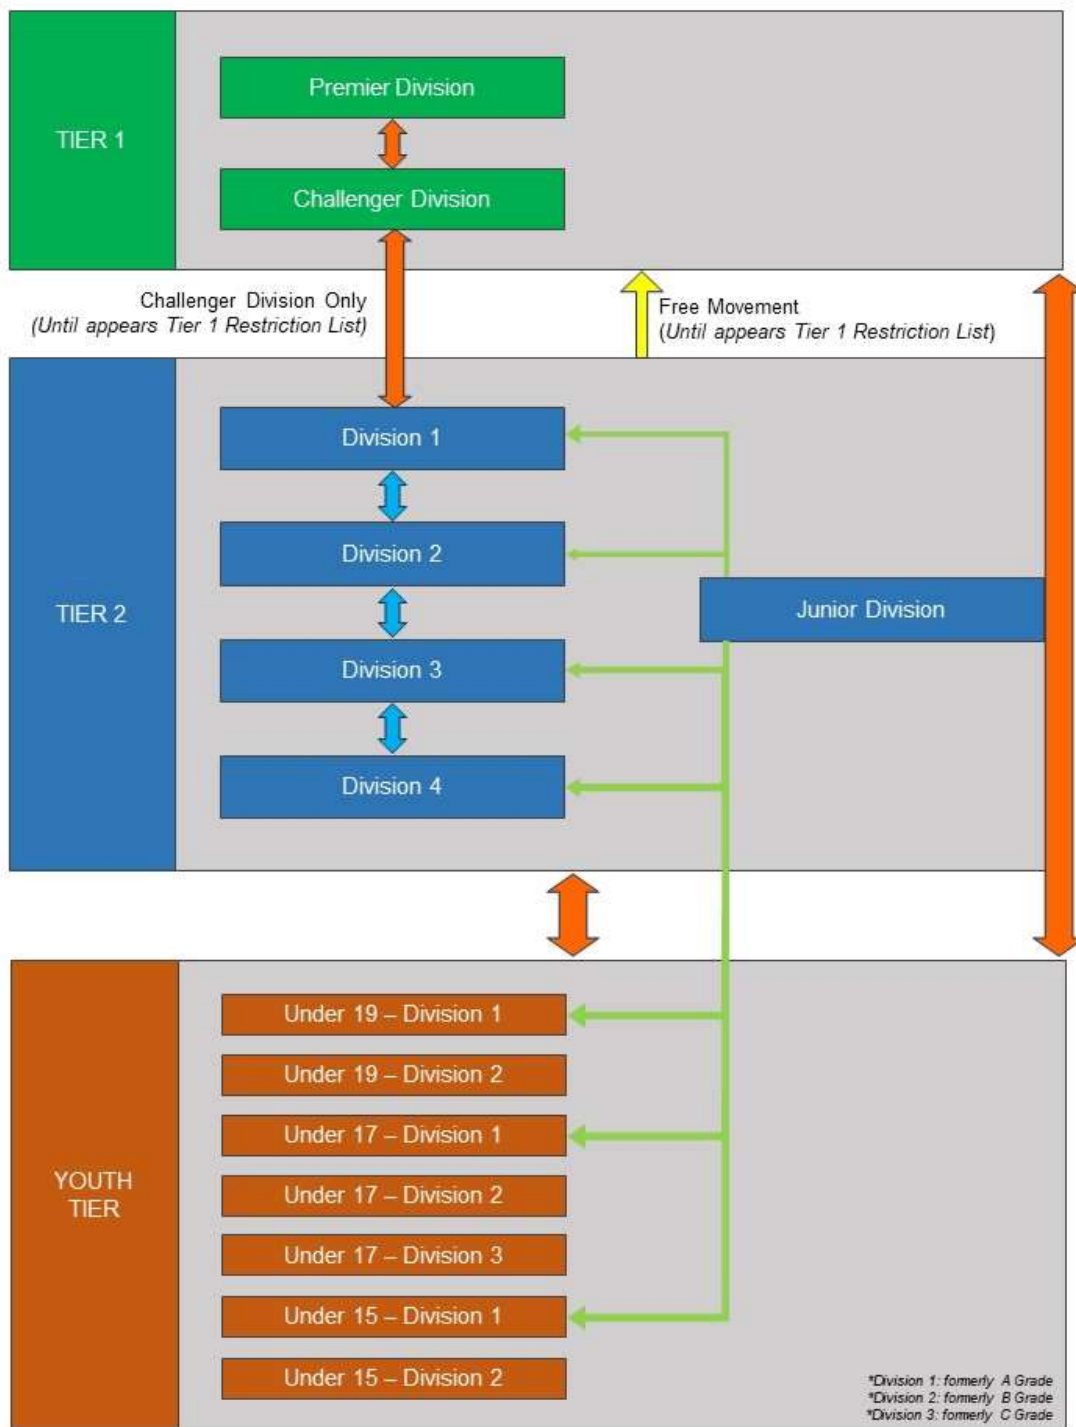 TIER 1
Premier Division
Challenger Division
Challenger Division Only
(Until appears Tier 1 Restriction List)
Free Movement
(Until appears Tier 1 Restriction List)
TIER 2
Division 1
Division 2
Junior Division
Division 3
Division 4
YOUTH
TIER
Under 19 – Division 1
Under 19 – Division 2
Under 17 – Division 1
Under 17 – Division 2
Under 17 – Division 3
Under 15 – Division 1
Under 15 – Division 2
*Division 1: formerly A Grade
*Division 2: formerly B Grade
*Division 3: formerly C Grade